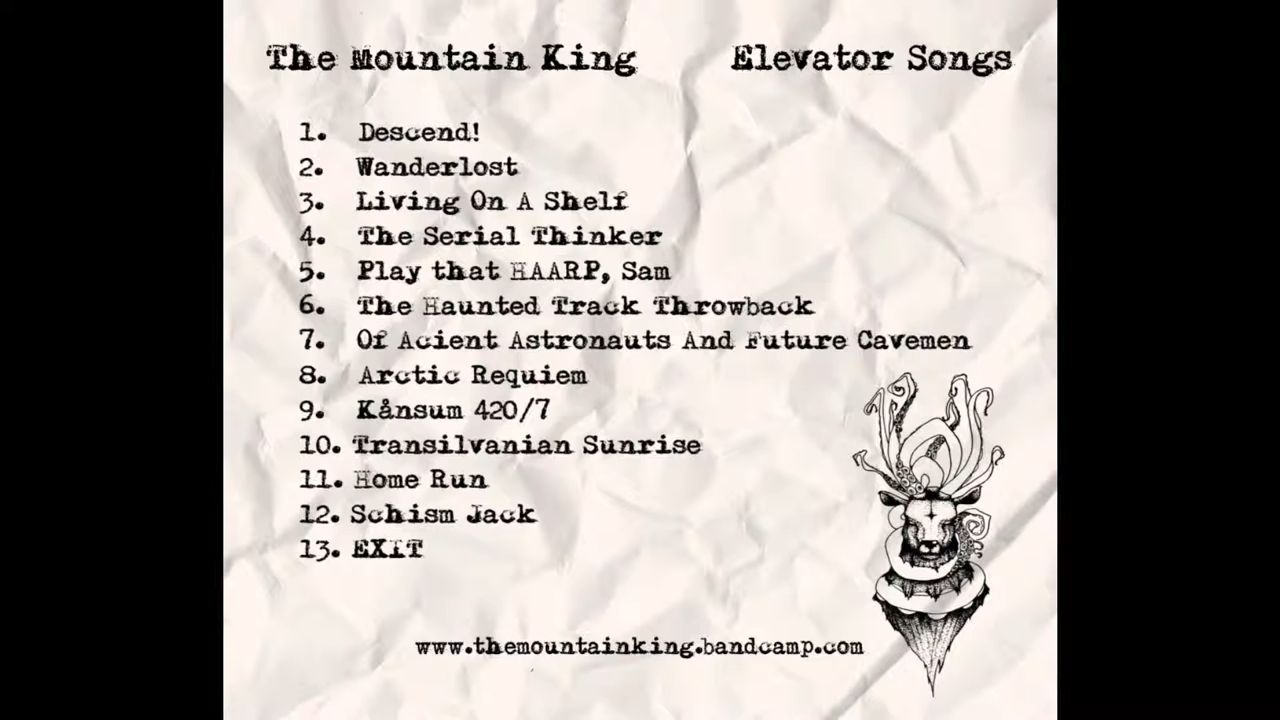 The Mountain King Elevator Songs
1. Descend!
2. Wanderlost
3. Living On A Shelf
4. The Serial Thinker
5. Play that HAARP, Sam
6. The Haunted Track Throwback
7. Of Acient Astronauts And Future Cavemen
8. Arctic Requiem
9. Kånsum 420/7
10. Transilvanian Sunrise
11. Home Run
12. Schism Jack
13. EXIT
www.themountainking.bandcamp.com